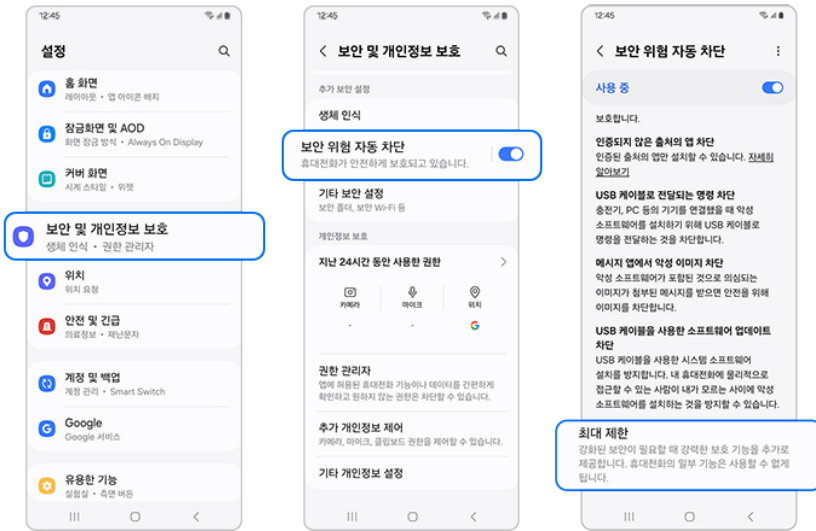 12:45
설정
홈 화면
레이아웃 • 앱 아이콘 배지
잠금화면 및 AOD
화면 잠금 방식 • Always On Display
커버 화면
시계 스타일 • 위젯
보안 및 개인정보 보호
생체 인식 • 권한 관리자
위치
위치 요청
안전 및 긴급
의료정보 • 재난문자
계정 및 백업
계정 관리 • Smart Switch
Google
Google 서비스
유용한 기능
실험실 • 측면 버튼
12:45
보안 및 개인정보 보호
추가 보안 설정
생체 인식
보안 위험 자동 차단
휴대전화가 안전하게 보호되고 있습니다.
기타 보안 설정
보안 폴더, 보안 Wi-Fi 등
개인정보 보호
지난 24시간 동안 사용한 권한
카메라 마이크 위치
- -
G
권한 관리자
앱에 허용된 휴대전화 기능이나 데이터를 간편하게
확인하고 원하지 않는 권한은 차단할 수 있습니다.
추가 개인정보 제어
카메라, 마이크, 클립보드 권한을 제어할 수 있습니다.
기타 개인정보 설정
12:45
보안 위험 자동 차단
사용 중
보호합니다.
인증되지 않은 출처의 앱 차단
인증된 출처의 앱만 설치할 수 있습니다. 자세히
알아보기
USB 케이블로 전달되는 명령 차단
충전기, PC 등의 기기를 연결했을 때 악성
소프트웨어를 설치하기 위해 USB 케이블로
명령을 전달하는 것을 차단합니다.
메시지 앱에서 악성 이미지 차단
악성 소프트웨어가 포함된 것으로 의심되는
이미지가 첨부된 메시지를 받으면 안전을 위해
이미지를 차단합니다.
USB 케이블을 사용한 소프트웨어 업데이트
차단
USB 케이블을 사용한 시스템 소프트웨어
설치를 방지합니다. 내 휴대전화에 물리적으로
접근할 수 있는 사람이 내가 모르는 사이에 악성
소프트웨어를 설치하는 것을 방지할 수 있습니다.
최대 제한
강화된 보안이 필요할 때 강력한 보호 기능을 추가로
제공합니다. 휴대전화의 일부 기능은 사용할 수 없게
됩니다.